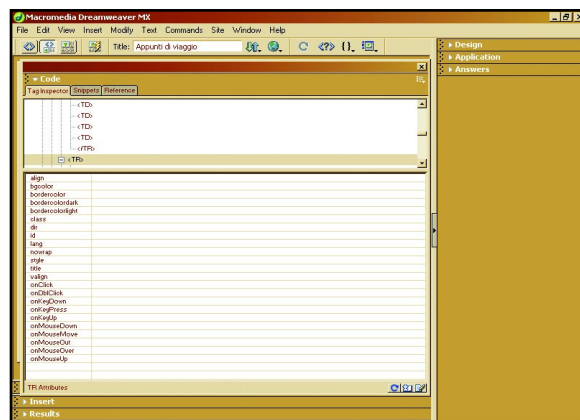 Macromedia Dreamweaver MX
File Edit View Insert Modify Text Commands Site Window Help
Title: Appunti di viaggio
Design
Application
Answers
Code
Tag Inspector Snippets Reference
<TD>
<TD>
<TD>
<TD>
</TR>
<TR>
align
bgcolor
bordercolor
bordercolordark
bordercolorlight
class
dir
id
lang
nowrap
style
title
valign
onClick
onDblClick
onKeyDown
onKeyPress
onKeyUp
onMouseDown
onMouseMove
onMouseOut
onMouseOver
onMouseUp
TR Attributes
Insert
Results